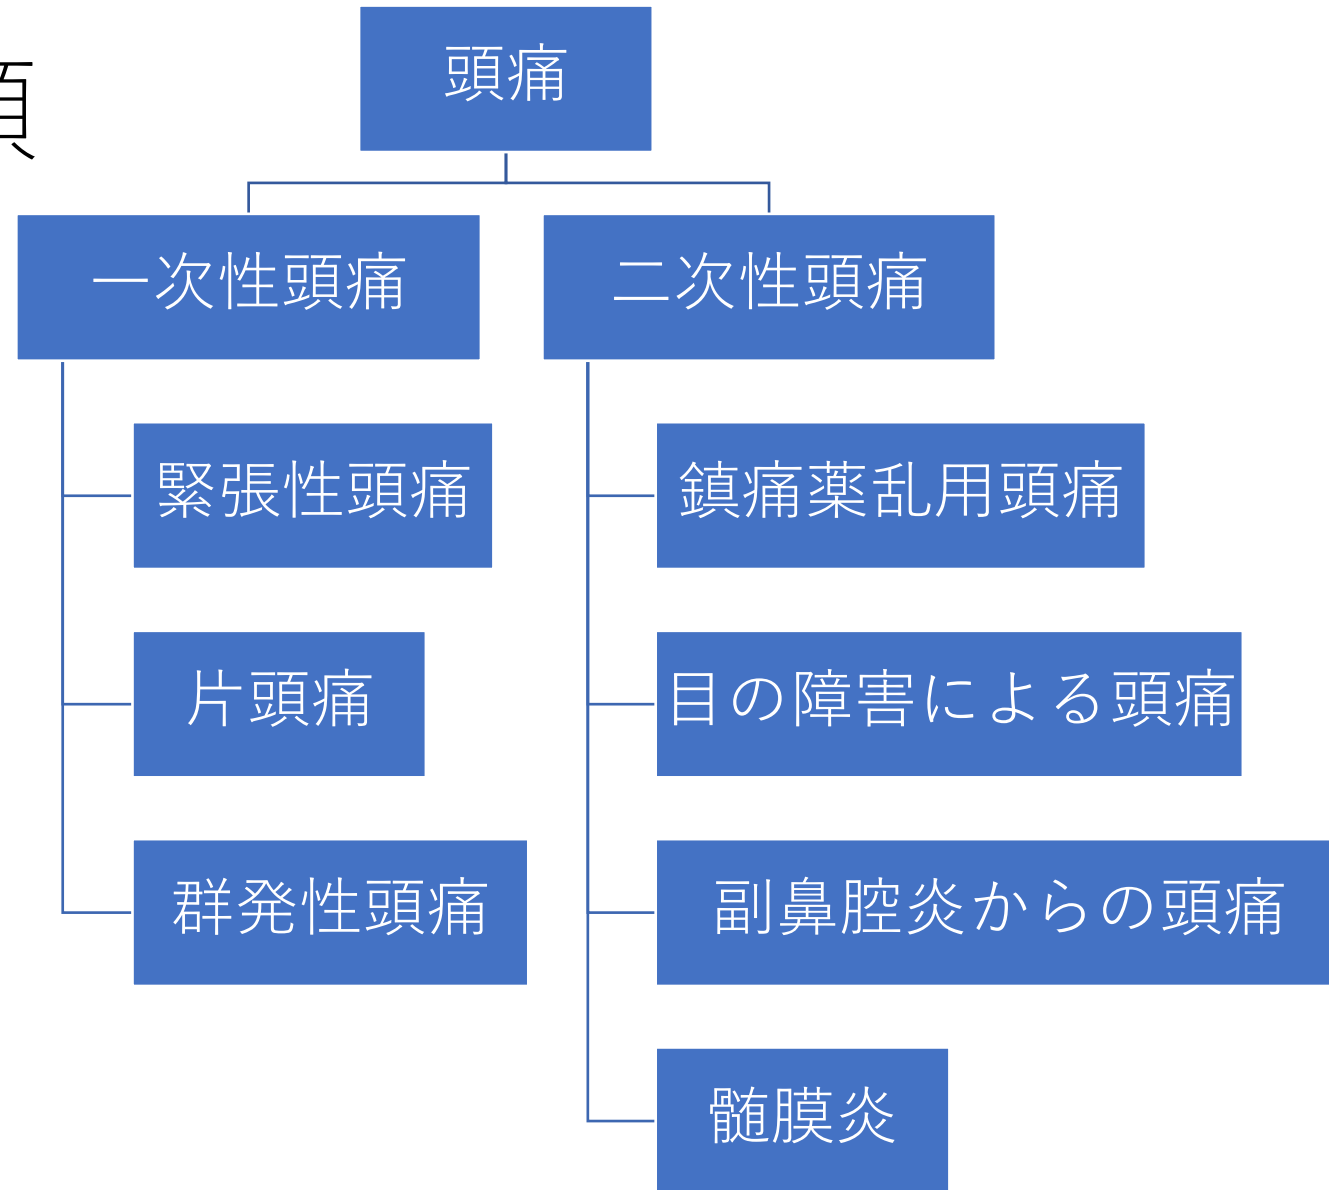 頭痛
一次性頭痛
二次性頭痛
緊張性頭痛
鎮痛薬乱用頭痛
片頭痛
目の障害による頭痛
群発性頭痛
副鼻腔炎からの頭痛
髄膜炎